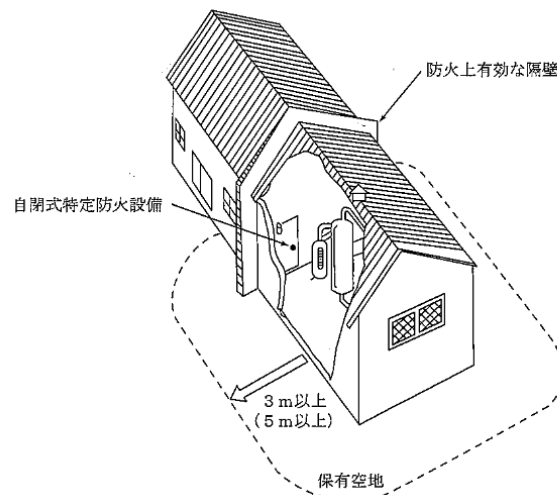 防火上有効な隔壁
自閉式特定防火設備
3m以上
(5m以上)
保有空地